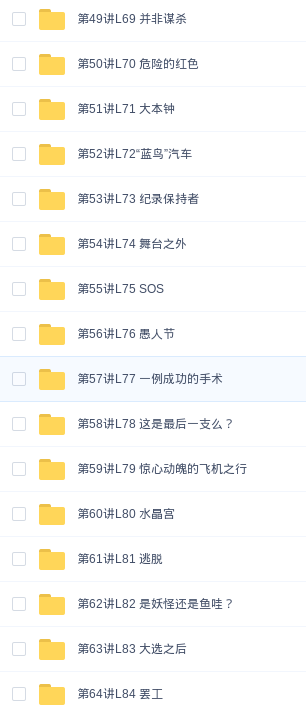 第49讲L69 并非谋杀
第50讲L70 危险的红色
第51讲L71 大本钟
第52讲L72“蓝鸟”汽车
第53讲L73 纪录保持者
第54讲L74 舞台之外
第55讲L75 SOS
第56讲L76 愚人节
第57讲L77 一例成功的手术
第58讲L78 这是最后一支么？
第59讲L79 惊心动魄的飞机之行
第60讲L80 水晶宫
第61讲L81 逃脱
第62讲L82 是妖怪还是鱼哇？
第63讲L83 大选之后
第64讲L84 罢工